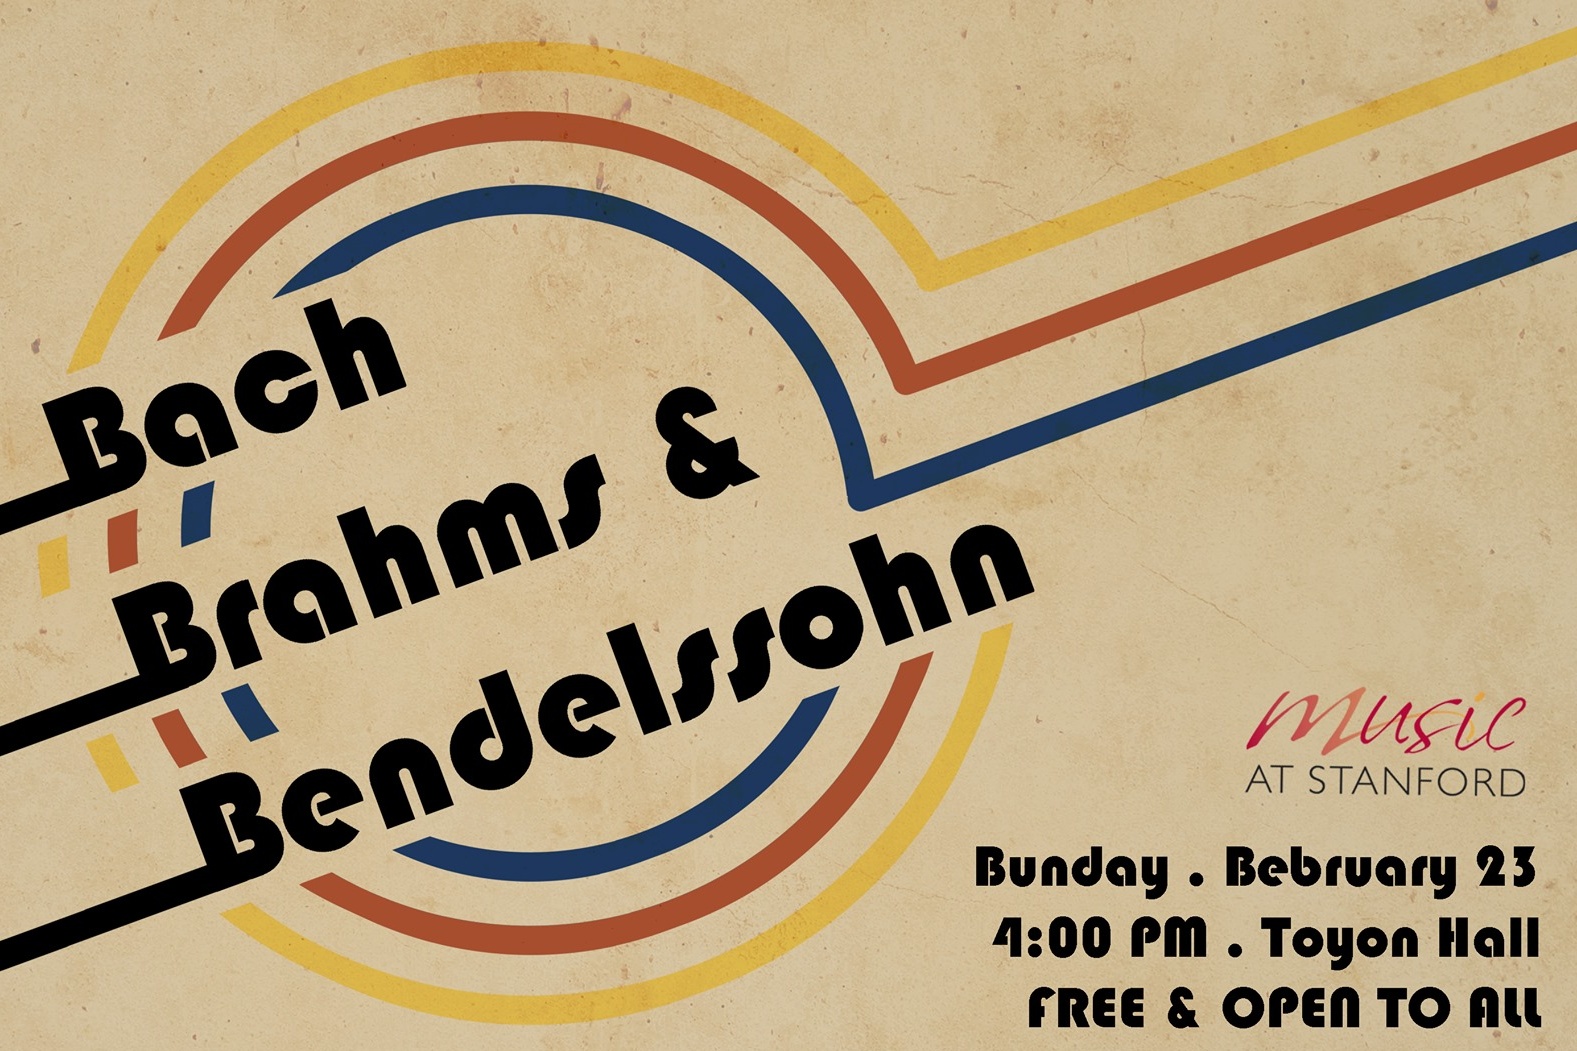 Bach
Brahms &
Bendelssohn
music
AT STANFORD
Bunday . Bebruary 23
4:00 PM . Toyon Hall
FREE & OPEN TO ALL